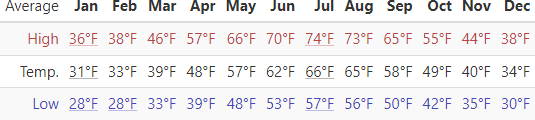 Average Jan Feb Mar Apr May Jun Jul Aug Sep Oct Nov Dec
High 36°F 38°F 46°F 57°F 66°F 70°F 74°F 73°F 65°F 55°F 44°F 38°F
Temp. 31°F 33°F 39°F 48°F 57°F 62°F 66°F 65°F 58°F 49°F 40°F 34°F
Low 28°F 28°F 33°F 39°F 48°F 53°F 57°F 56°F 50°F 42°F 35°F 30°F